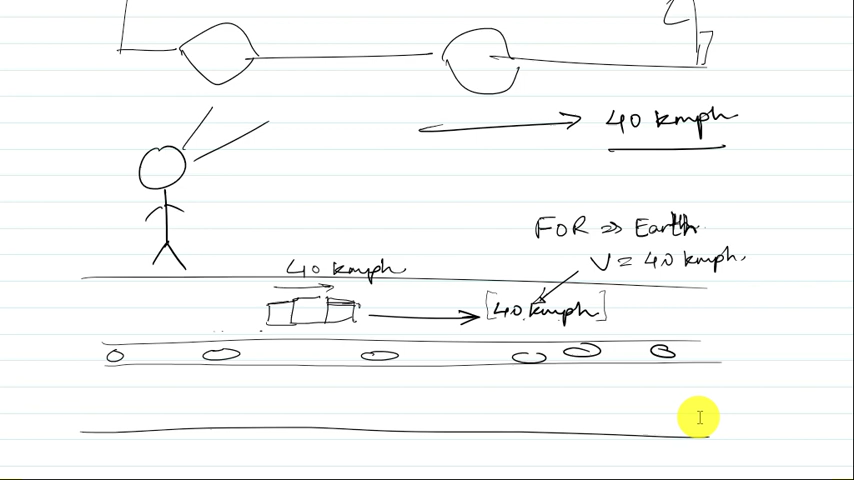 40 kmph
FOR ⇒ Earth
V = 40 kmph.
40 kmph
[40 kmph]